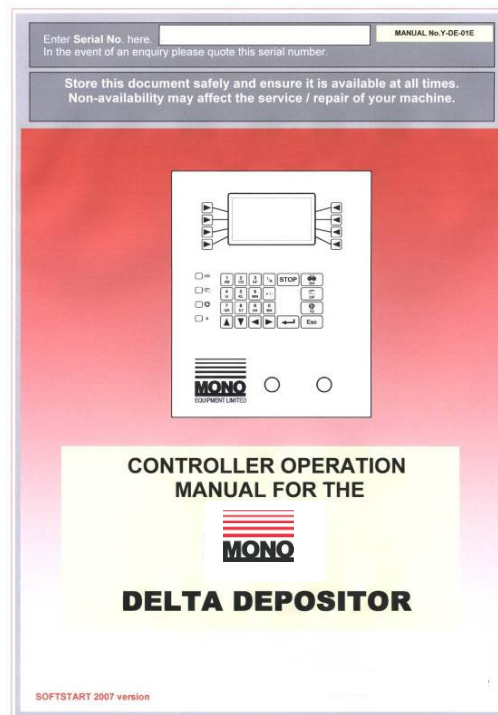 Enter Serial No. here.
MANUAL No.Y-DE-01E
In the event of an enquiry please quote this serial number.
Store this document safely and ensure it is available at all times.
Non-availability may affect the service / repair of your machine.
STOP
Esc
MONO
EQUIPMENT LIMITED
CONTROLLER OPERATION
MANUAL FOR THE
MONO
DELTA DEPOSITOR
SOFTSTART 2007 version